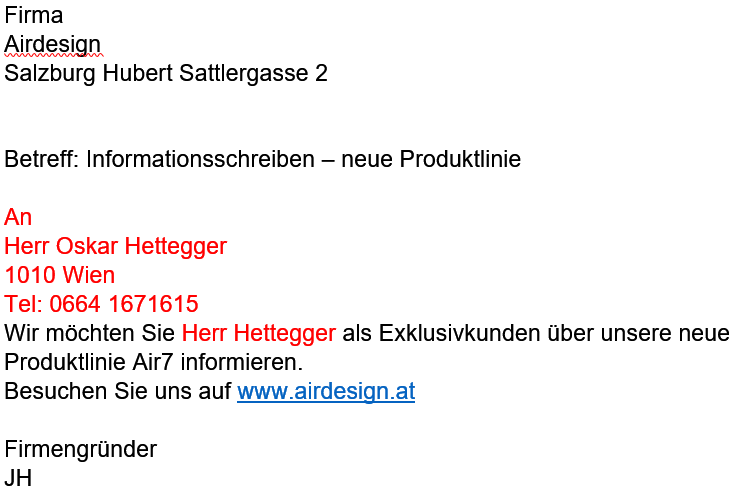 Firma
Airdesign
Salzburg Hubert Sattlergasse 2
Betreff: Informationsschreiben – neue Produktlinie
An
Herr Oskar Hettegger
1010 Wien
Tel: 0664 1671615
Wir möchten Sie Herr Hettegger als Exklusivkunden über unsere neue
Produktlinie Air7 informieren.
Besuchen Sie uns auf www.airdesign.at
Firmengründer
JH